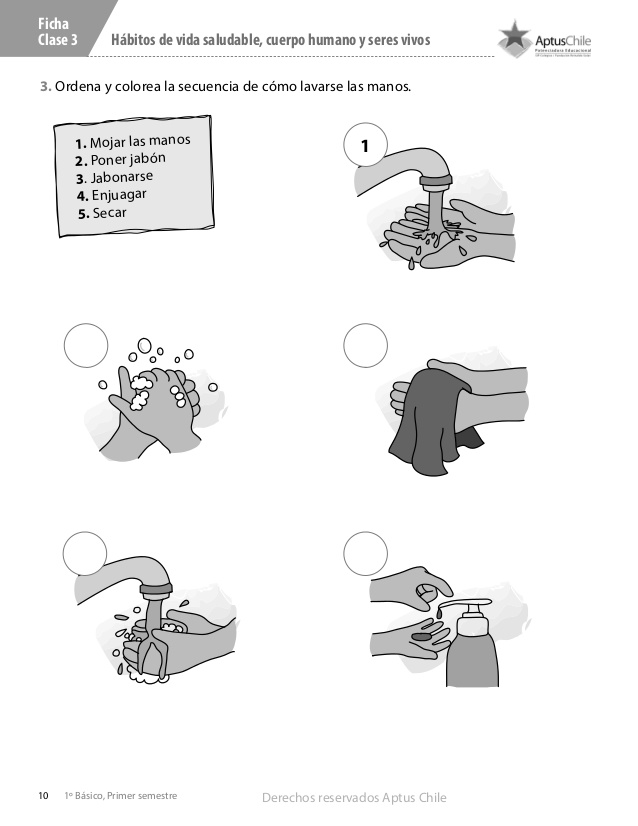 Ficha
Clase 3
Hábitos de vida saludable, cuerpo humano y seres vivos
AptusChile
Potenciadora Educacional
3. Ordena y colorea la secuencia de cómo lavarse las manos.
1. Mojar las manos
2. Poner jabón
3. Jabonarse
4. Enjuagar
5. Secar
1
10 1º Básico, Primer semestre
Derechos reservados Aptus Chile